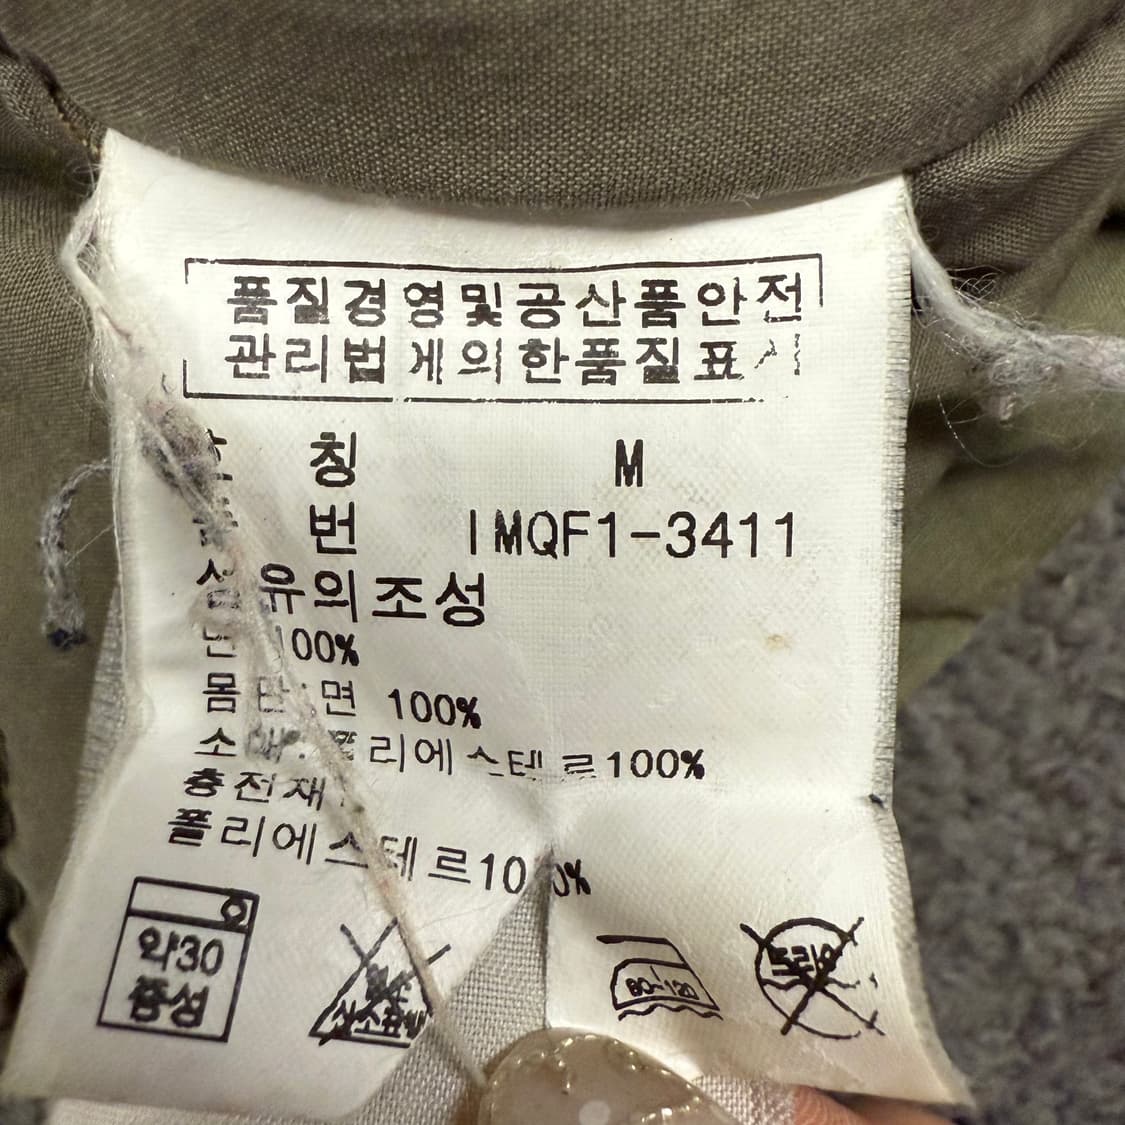 품질경영및공산품안전
관리법에의한품질표시
호 칭 M
품 번 IMQF1-3411
섬유의조성
면 100%
몸판:면 100%
소매:폴리에스테르100%
충전재
폴리에스테르100%
약30
중성
80~120
드라이